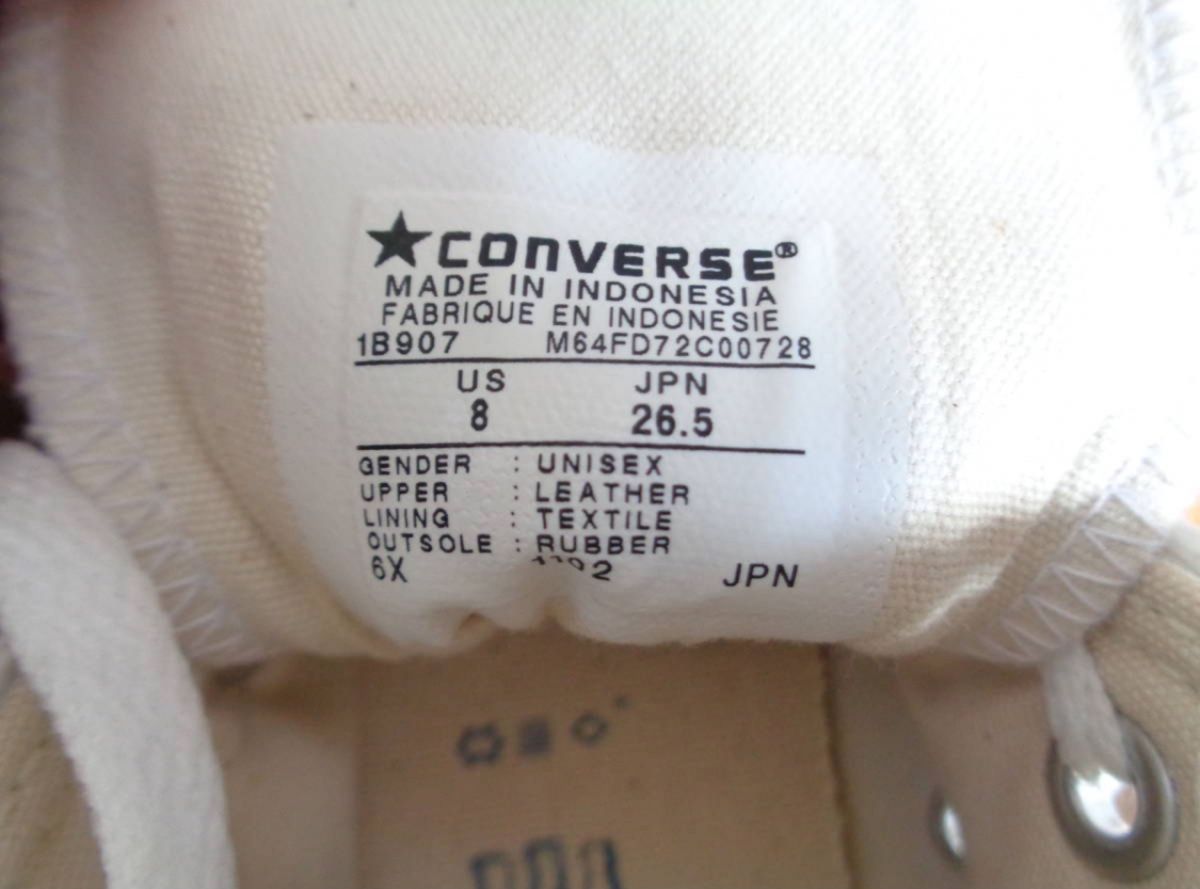 ★CONVERSE®
MADE IN INDONESIA
FABRIQUE EN INDONESIE
1B907 M64FD72C00728
US JPN
8 26.5
GENDER : UNISEX
UPPER : LEATHER
LINING : TEXTILE
OUTSOLE : RUBBER
6X JPN